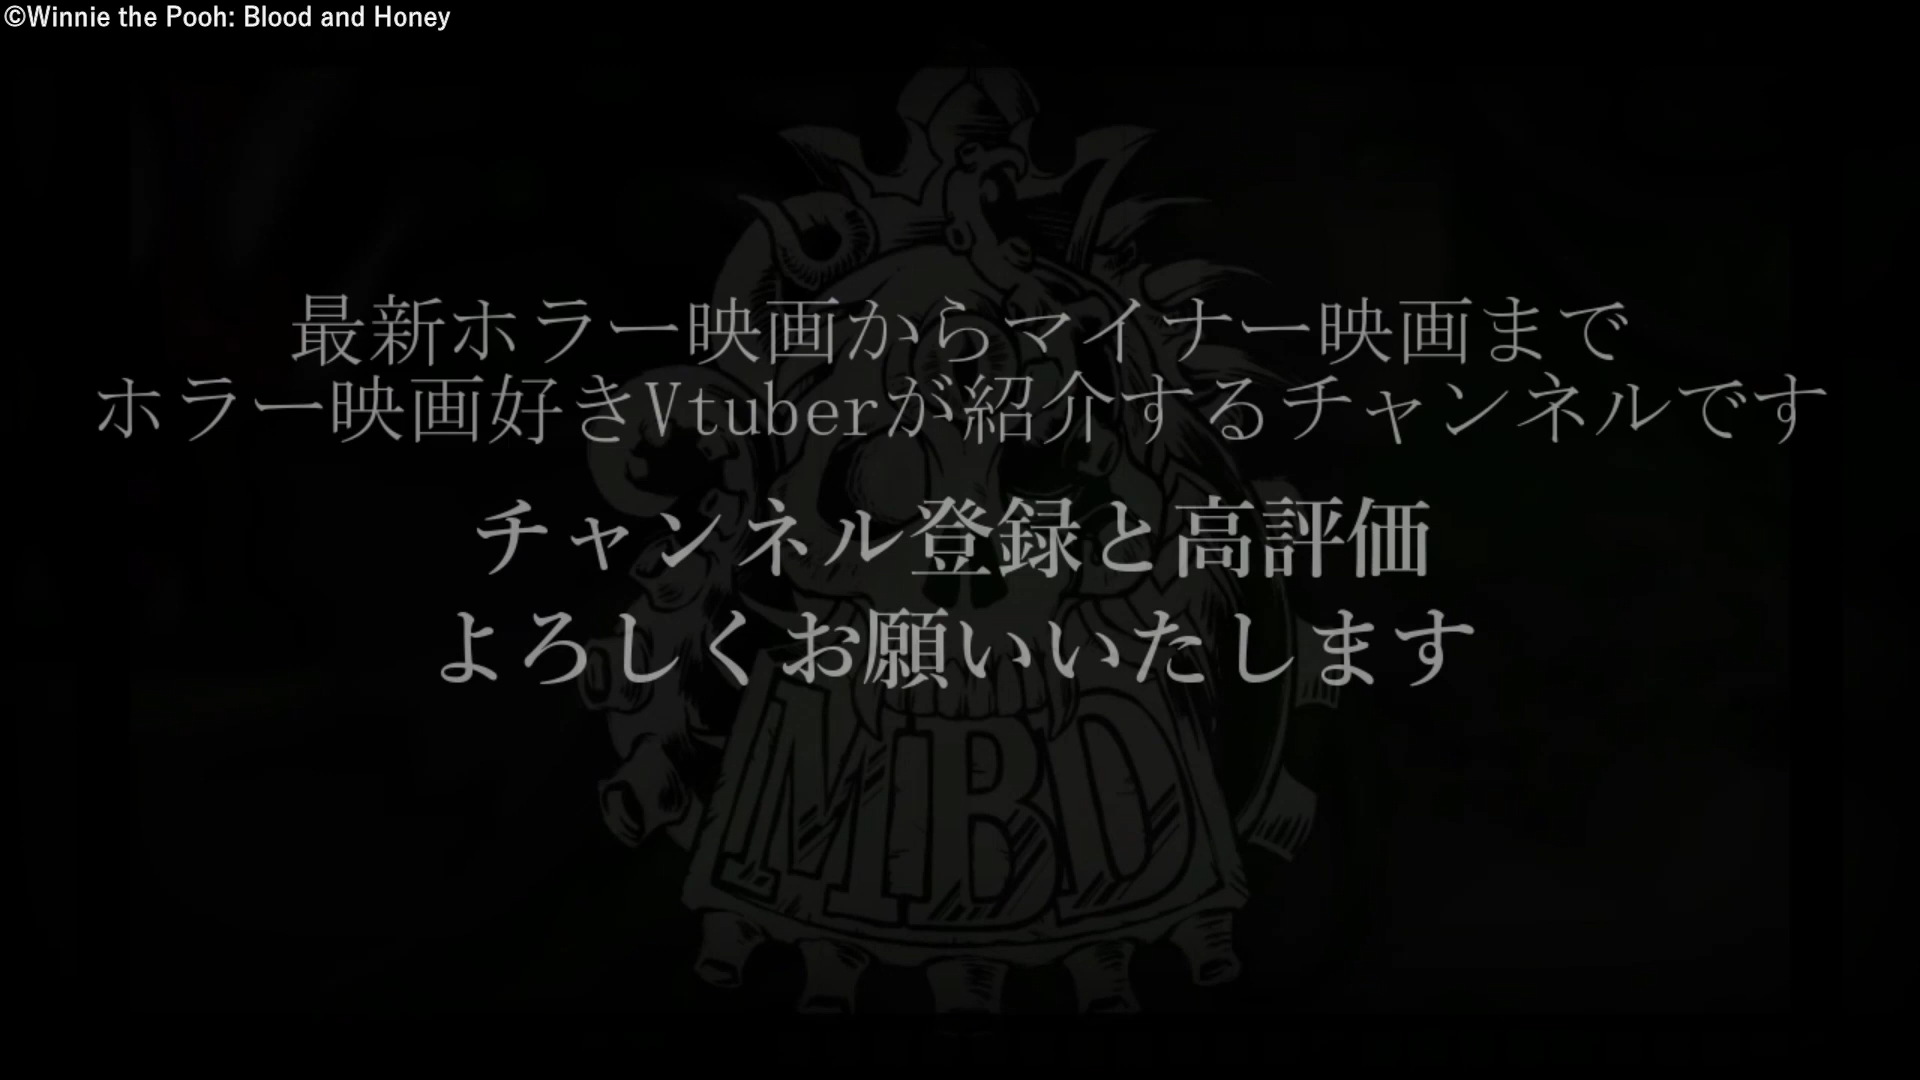 ©Winnie the Pooh: Blood and Honey
最新ホラー映画からマイナー映画まで
ホラー映画好きVtuberが紹介するチャンネルです
チャンネル登録と高評価
よろしくお願いいたします
MBD